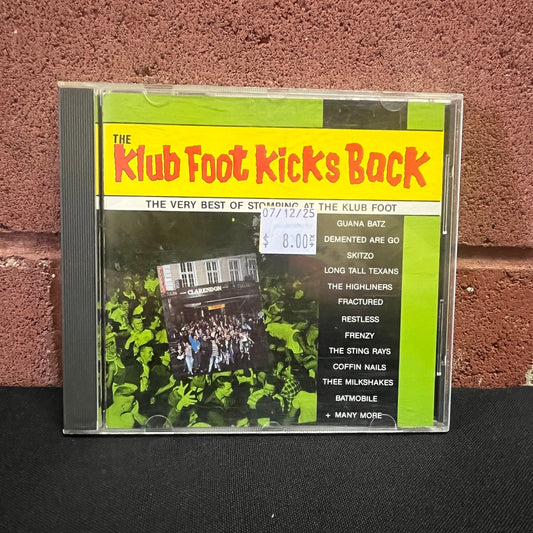 THE
Klub Foot Kicks Back
THE VERY BEST OF STOMPING AT THE KLUB FOOT
07/12/25
$ 8.00
GUANA BATZ
DEMENTED ARE GO
SKITZO
LONG TALL TEXANS
THE HIGHLINERS
FRACTURED
RESTLESS
FRENZY
THE STING RAYS
COFFIN NAILS
THEE MILKSHAKES
BATMOBILE
+ MANY MORE
CLARENDON